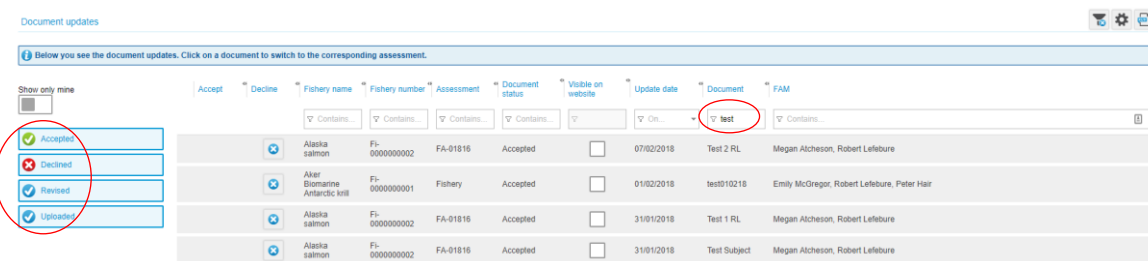 Document updates
Below you see the document updates. Click on a document to switch to the corresponding assessment.
Show only mine
Accepted
Declined
Revised
Uploaded
Accept Decline Fishery name Fishery number Assessment Document status Visible on website Update date Document FAM
Contains... Contains... Contains... Contains... On... test Contains...
Alaska salmon Fi-0000000002 FA-01816 Accepted 07/02/2018 Test 2 RL Megan Atcheson, Robert Lefebure
Aker Biomarine Antarctic krill Fi-0000000001 Fishery Accepted 01/02/2018 test010218 Emily McGregor, Robert Lefebure, Peter Hair
Alaska salmon Fi-0000000002 FA-01816 Accepted 31/01/2018 Test 1 RL Megan Atcheson, Robert Lefebure
Alaska salmon Fi-0000000002 FA-01816 Accepted 31/01/2018 Test Subject Megan Atcheson, Robert Lefebure